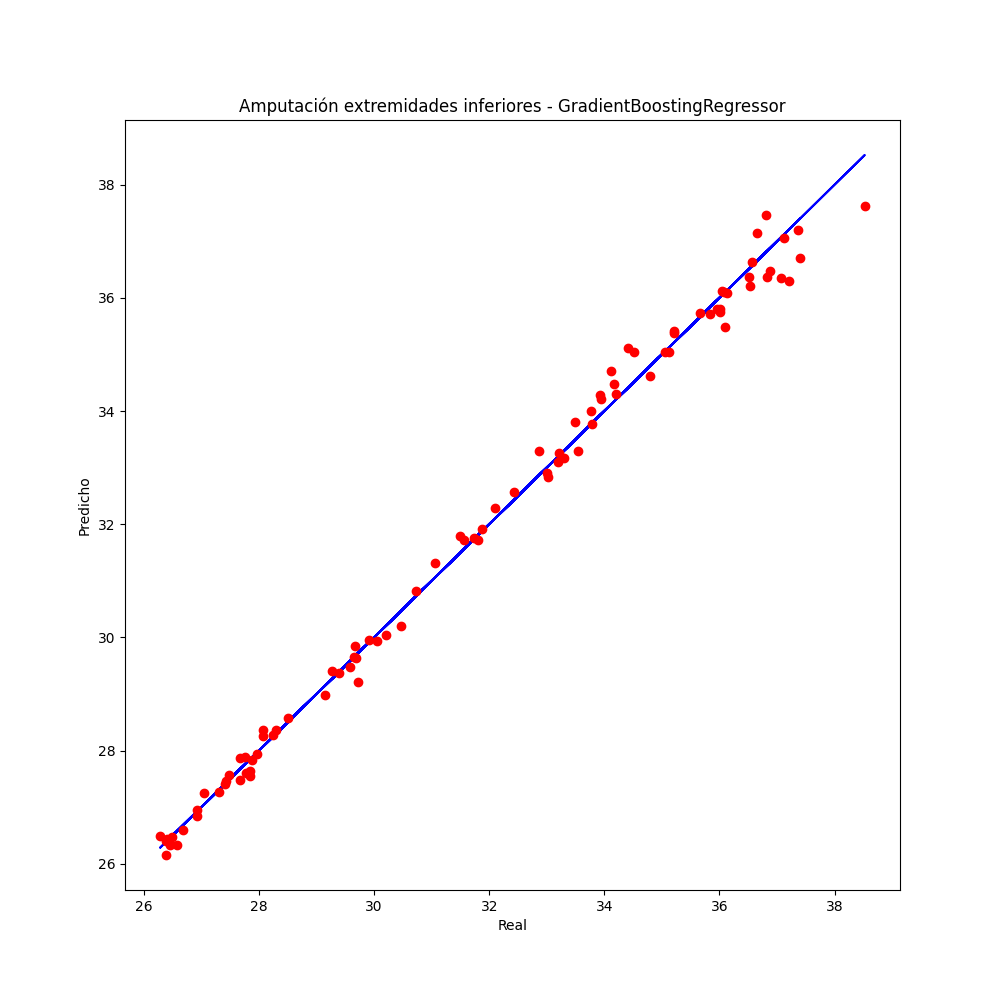 Amputación extremidades inferiores - GradientBoostingRegressor
38
36
34
32
30
28
26
Predicho
26 28 30 32 34 36 38
Real